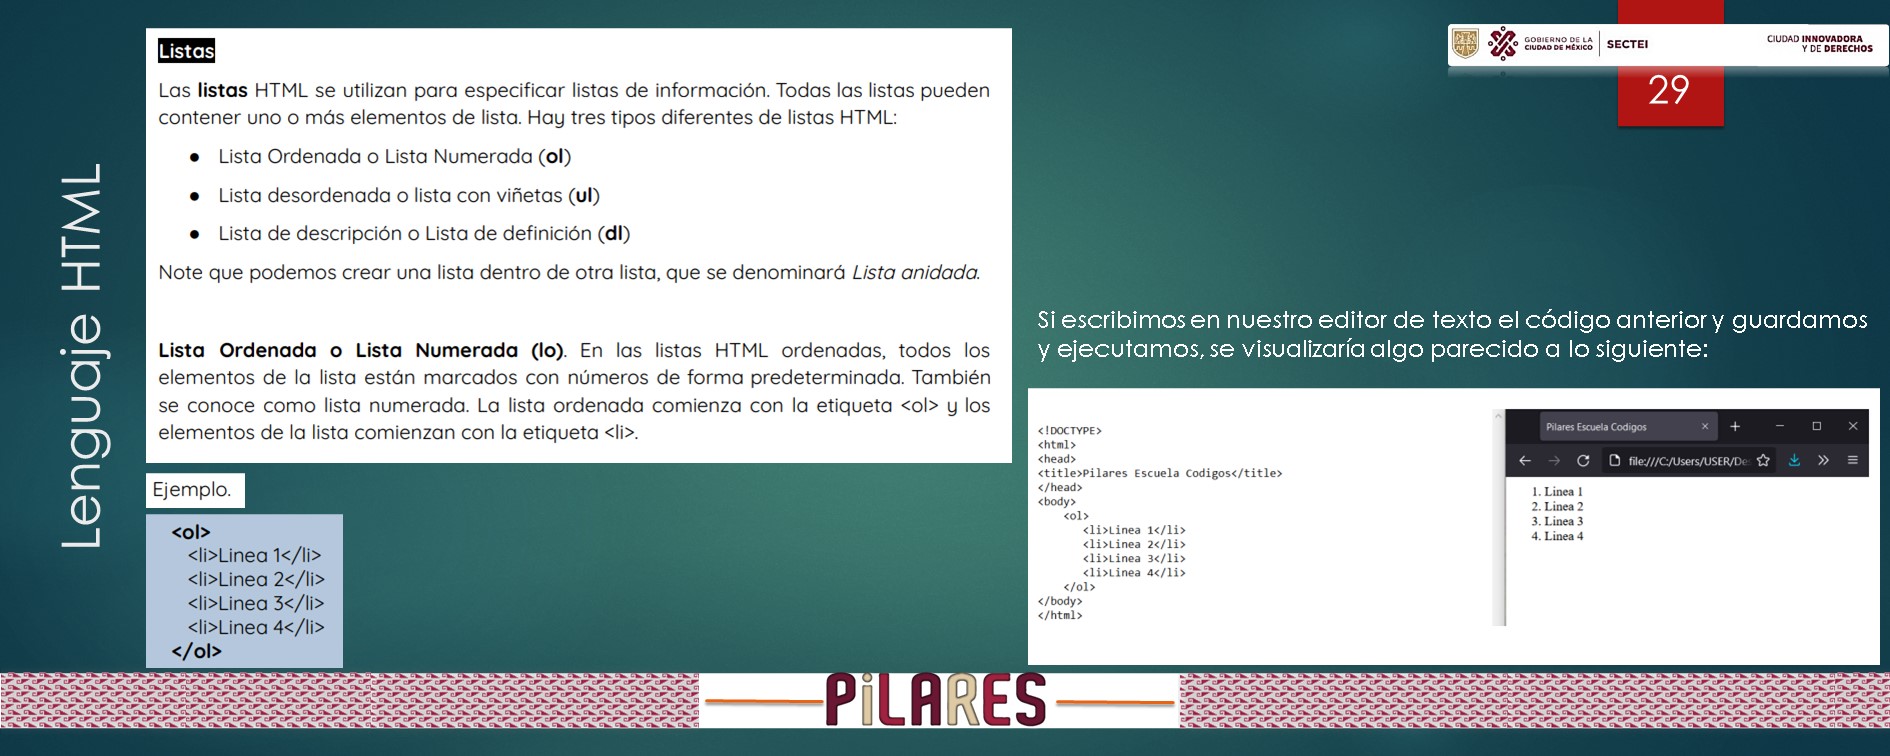 Lenguaje HTML
Listas
Las listas HTML se utilizan para especificar listas de información. Todas las listas pueden
contener uno o más elementos de lista. Hay tres tipos diferentes de listas HTML:
● Lista Ordenada o Lista Numerada (ol)
● Lista desordenada o lista con viñetas (ul)
● Lista de descripción o Lista de definición (dl)
Note que podemos crear una lista dentro de otra lista, que se denominará Lista anidada.
Lista Ordenada o Lista Numerada (lo). En las listas HTML ordenadas, todos los
elementos de la lista están marcados con números de forma predeterminada. También
se conoce como lista numerada. La lista ordenada comienza con la etiqueta <ol> y los
elementos de la lista comienzan con la etiqueta <li>.
Ejemplo.
<ol>
<li>Linea 1</li>
<li>Linea 2</li>
<li>Linea 3</li>
<li>Linea 4</li>
</ol>
GOBIERNO DE LA
CIUDAD DE MÉXICO
SECTEI
CIUDAD INNOVADORA
Y DE DERECHOS
29
Si escribimos en nuestro editor de texto el código anterior y guardamos
y ejecutamos, se visualizaría algo parecido a lo siguiente:
<!DOCTYPE>
<html>
<head>
<title>Pilares Escuela Codigos</title>
</head>
<body>
<ol>
<li>Linea 1</li>
<li>Linea 2</li>
<li>Linea 3</li>
<li>Linea 4</li>
</ol>
</body>
</html>
Pilares Escuela Codigos
file:///C:/Users/USER/De
1. Linea 1
2. Linea 2
3. Linea 3
4. Linea 4
PiLARES